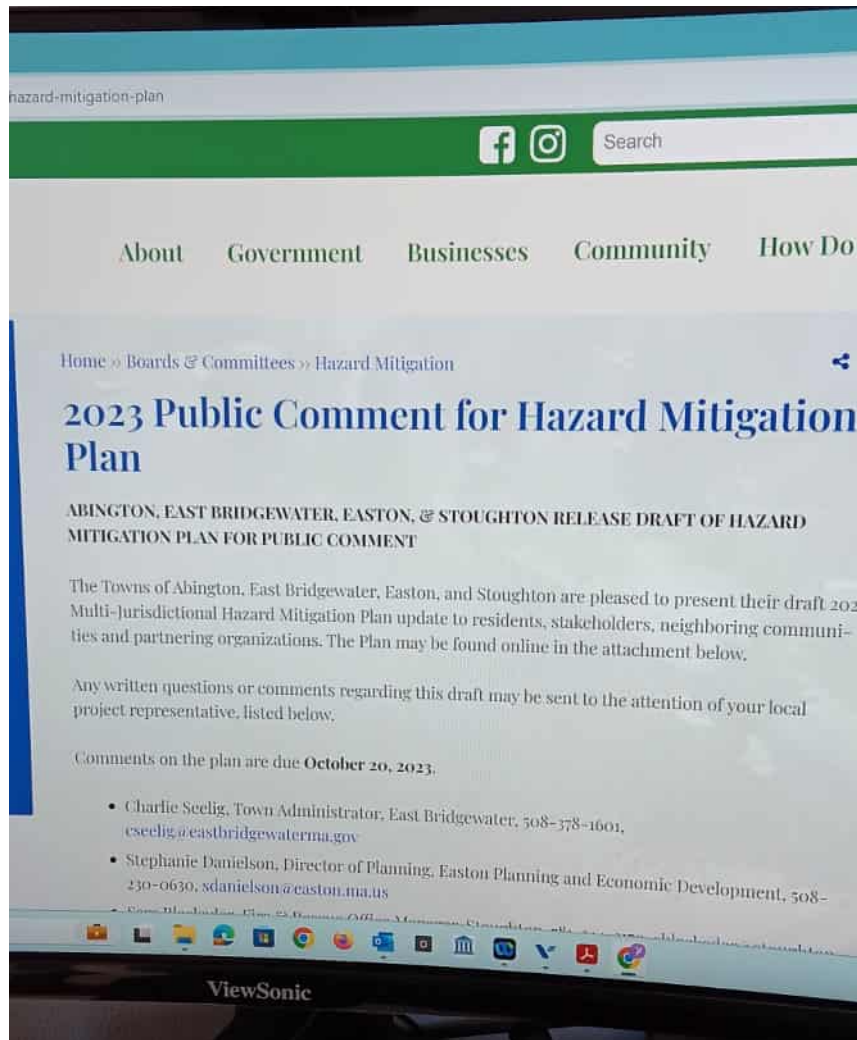 hazard-mitigation-plan
Search
About Government Businesses Community How Do
Home » Boards & Committees » Hazard Mitigation
2023 Public Comment for Hazard Mitigation
Plan
ABINGTON, EAST BRIDGEWATER, EASTON, & STOUGHTON RELEASE DRAFT OF HAZARD
MITIGATION PLAN FOR PUBLIC COMMENT
The Towns of Abington, East Bridgewater, Easton, and Stoughton are pleased to present their draft 202
Multi-Jurisdictional Hazard Mitigation Plan update to residents, stakeholders, neighboring communi-
ties and partnering organizations. The Plan may be found online in the attachment below.
Any written questions or comments regarding this draft may be sent to the attention of your local
project representative, listed below.
Comments on the plan are due October 20, 2023.
• Charlie Seelig, Town Administrator, East Bridgewater, 508-378-1601,
cseelig@eastbridgewaterma.gov
• Stephanie Danielson, Director of Planning, Easton Planning and Economic Development, 508-
230-0630, sdanielson@easton.ma.us
ViewSonic